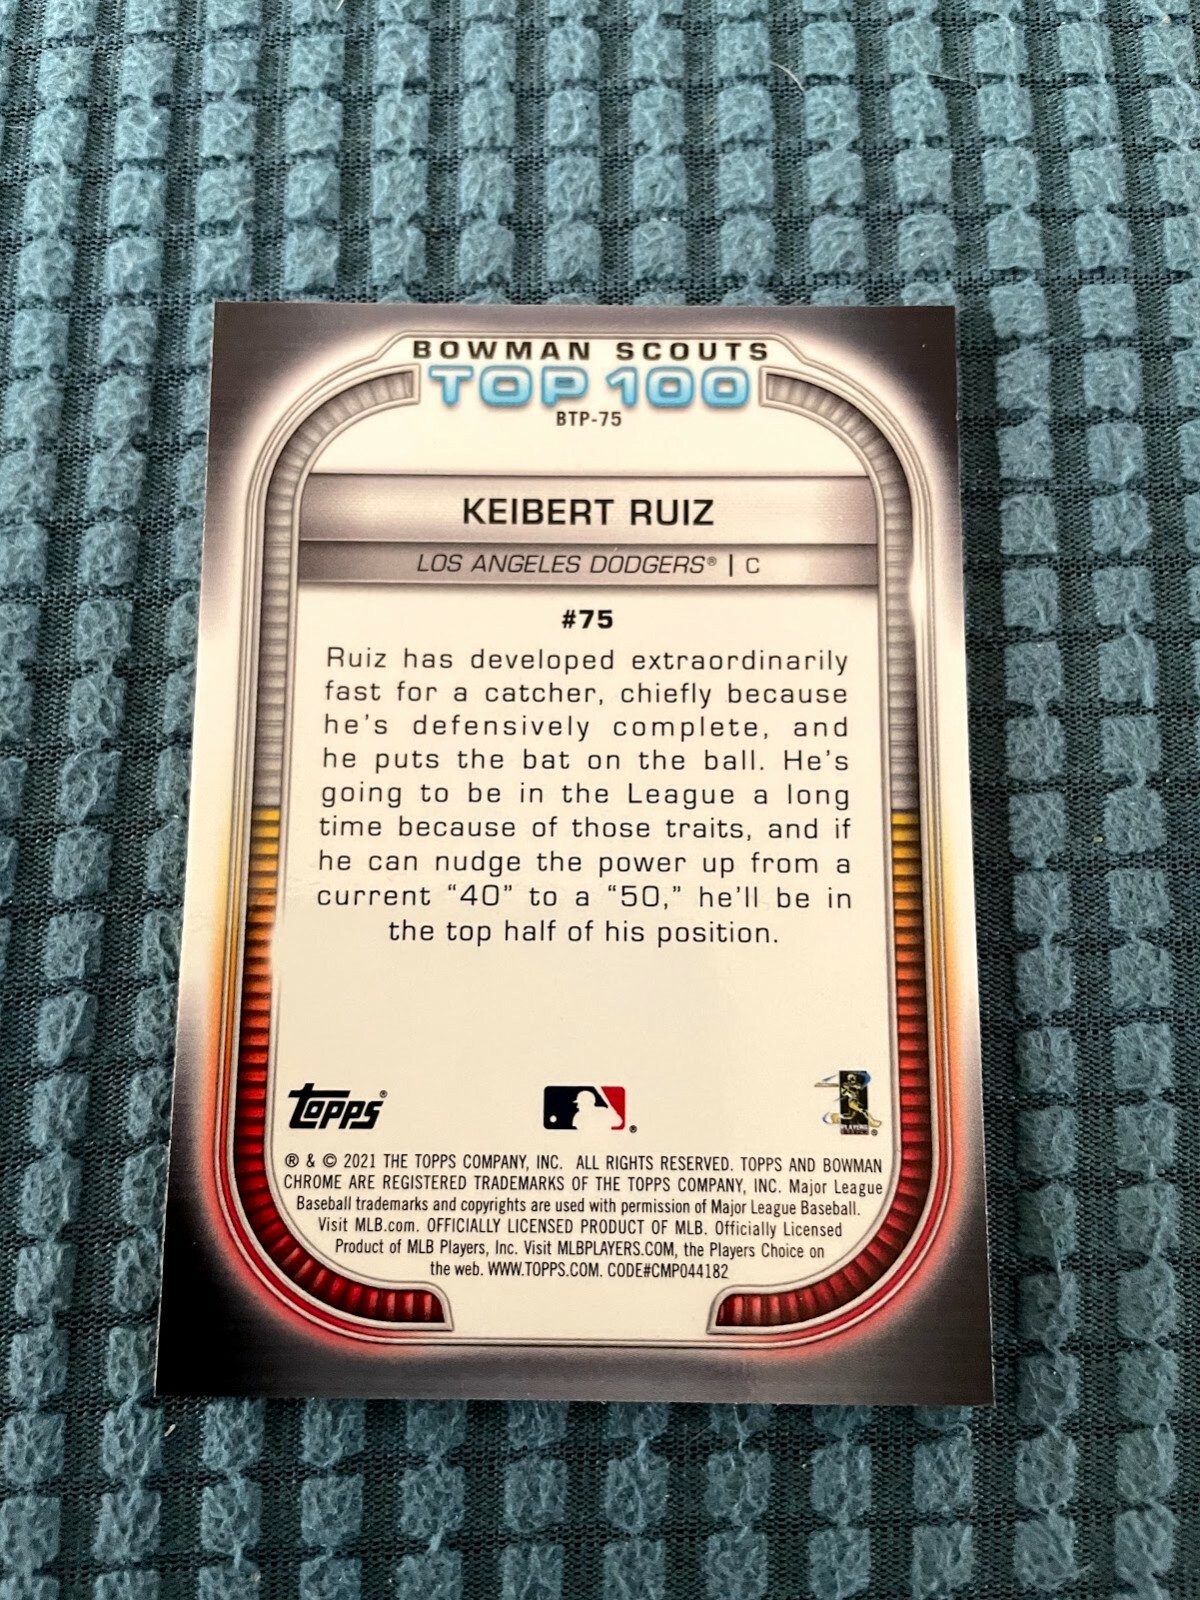 BOWMAN SCOUTS
TOP 100
BTP-75
KEIBERT RUIZ
LOS ANGELES DODGERS® | C
#75
Ruiz has developed extraordinarily
fast for a catcher, chiefly because
he's defensively complete, and
he puts the bat on the ball. He's
going to be in the League a long
time because of those traits, and if
he can nudge the power up from a
current “40” to a “50,” he'll be in
the top half of his position.
topps®
® & © 2021 THE TOPPS COMPANY, INC. ALL RIGHTS RESERVED. TOPPS AND BOWMAN
CHROME ARE REGISTERED TRADEMARKS OF THE TOPPS COMPANY, INC. Major League
Baseball trademarks and copyrights are used with permission of Major League Baseball.
Visit MLB.com. OFFICIALLY LICENSED PRODUCT OF MLB. Officially Licensed
Product of MLB Players, Inc. Visit MLBPLAYERS.COM, the Players Choice on
the web. WWW.TOPPS.COM. CODE#CMP044182